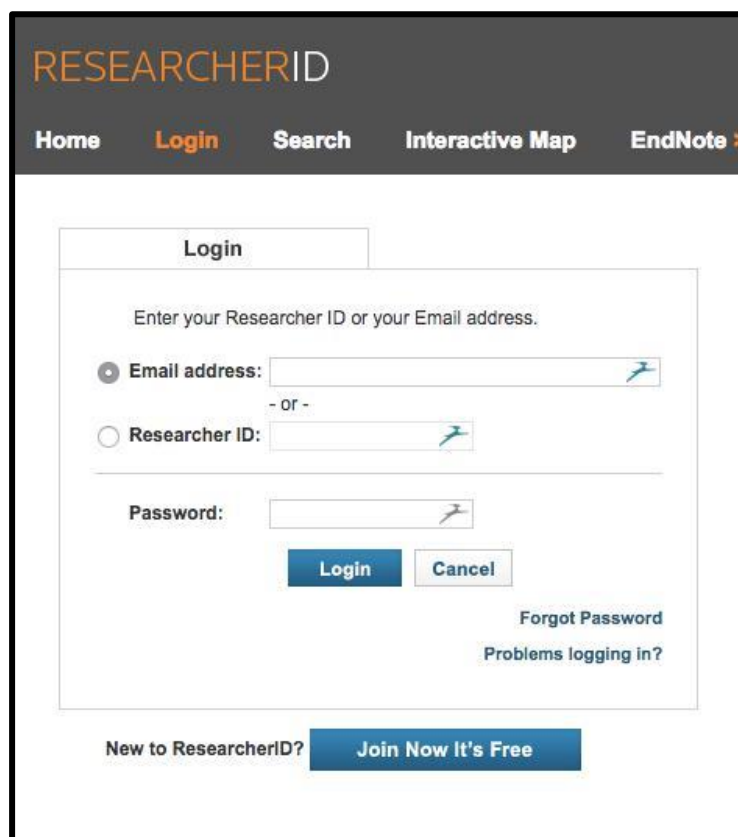 RESEARCHERID
Home Login Search Interactive Map EndNote
Login
Enter your Researcher ID or your Email address.
Email address:
- or -
Researcher ID:
Password:
Login Cancel
Forgot Password
Problems logging in?
New to ResearcherID? Join Now It's Free